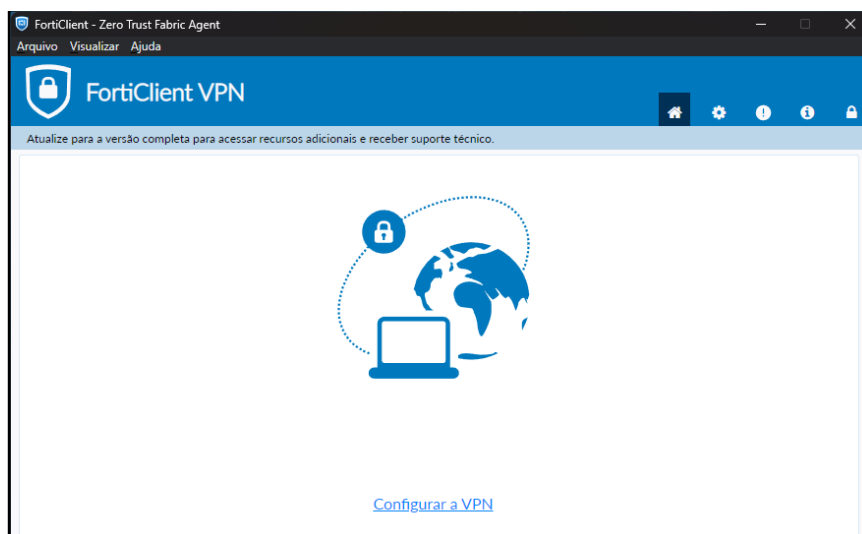 FortiClient - Zero Trust Fabric Agent
Arquivo Visualizar Ajuda
FortiClient VPN
Atualize para a versão completa para acessar recursos adicionais e receber suporte técnico.
Configurar a VPN